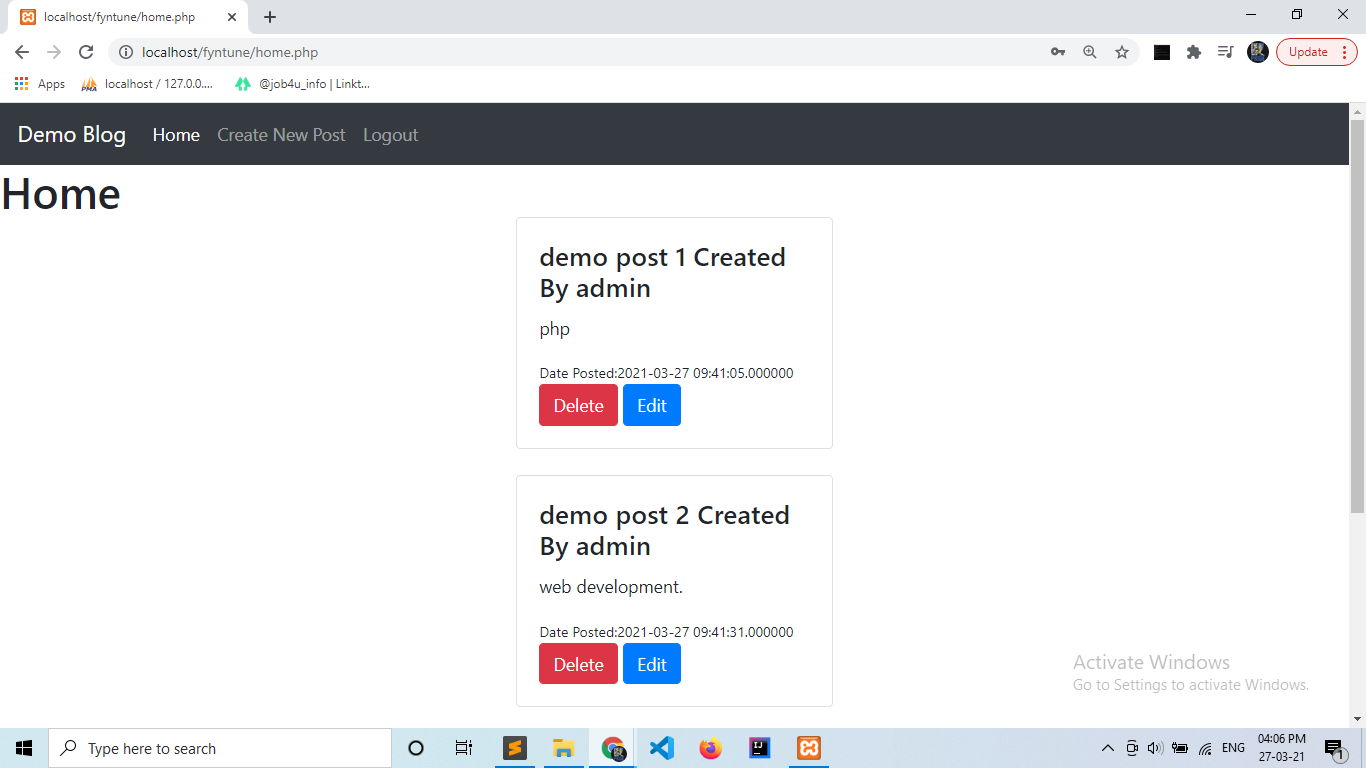 localhost/fyntune/home.php
localhost/fyntune/home.php
Update
Apps
PMA
localhost / 127.0.0....
@job4u_info | Linkt...
Demo Blog Home Create New Post Logout
Home
demo post 1 Created
By admin
php
Date Posted:2021-03-27 09:41:05.000000
Delete Edit
demo post 2 Created
By admin
web development.
Date Posted:2021-03-27 09:41:31.000000
Delete Edit
Activate Windows
Go to Settings to activate Windows.
Type here to search
IJ
ENG
04:06 PM
27-03-21
1